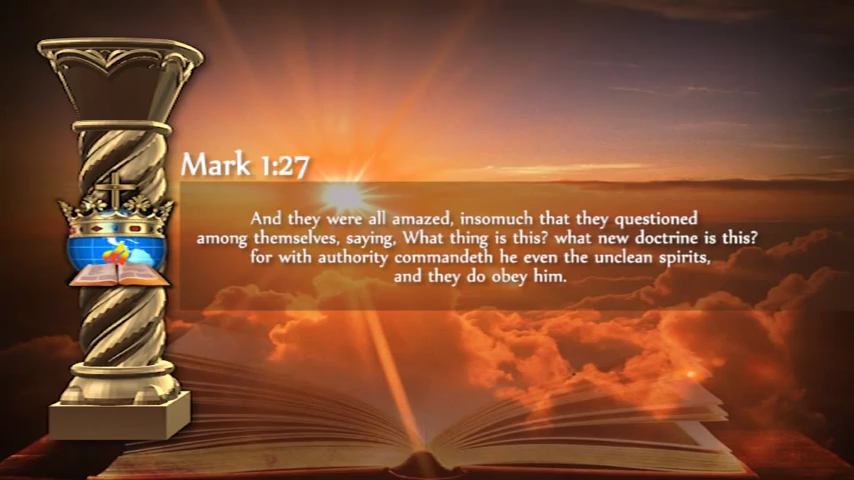 Mark 1:27
And they were all amazed, insomuch that they questioned
among themselves, saying, What thing is this? what new doctrine is this?
for with authority commandeth he even the unclean spirits,
and they do obey him.